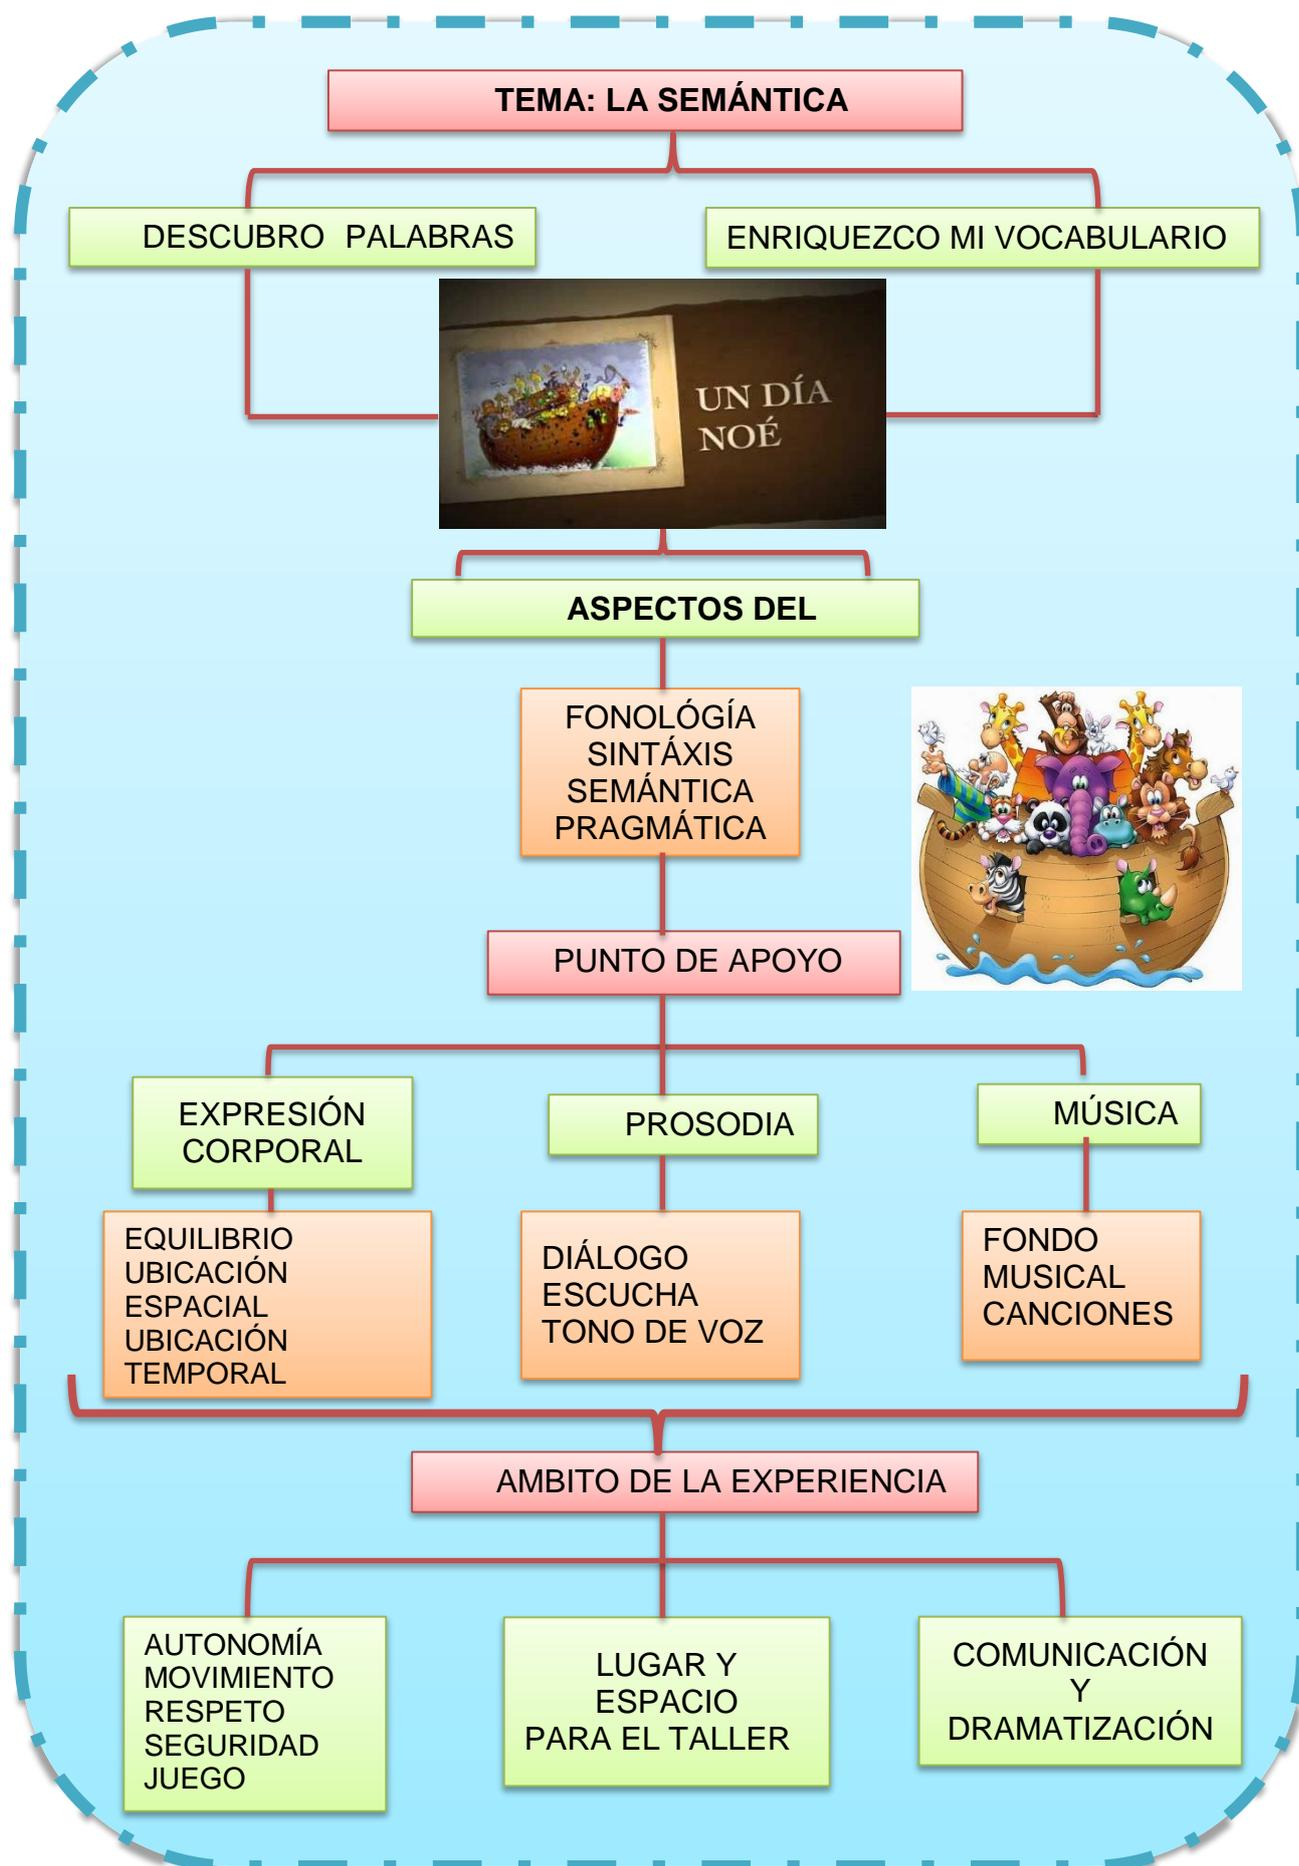 TEMA: LA SEMÁNTICA
DESCUBRO PALABRAS
ENRIQUEZCO MI VOCABULARIO
UN DÍA
NOÉ
ASPECTOS DEL
FONOLÓGÍA
SINTÁXIS
SEMÁNTICA
PRAGMÁTICA
PUNTO DE APOYO
EXPRESIÓN
CORPORAL
PROSODIA
MÚSICA
EQUILIBRIO
UBICACIÓN
ESPACIAL
UBICACIÓN
TEMPORAL
DIÁLOGO
ESCUCHA
TONO DE VOZ
FONDO
MUSICAL
CANCIONES
AMBITO DE LA EXPERIENCIA
AUTONOMÍA
MOVIMIENTO
RESPETO
SEGURIDAD
JUEGO
LUGAR Y
ESPACIO
PARA EL TALLER
COMUNICACIÓN
Y
DRAMATIZACIÓN